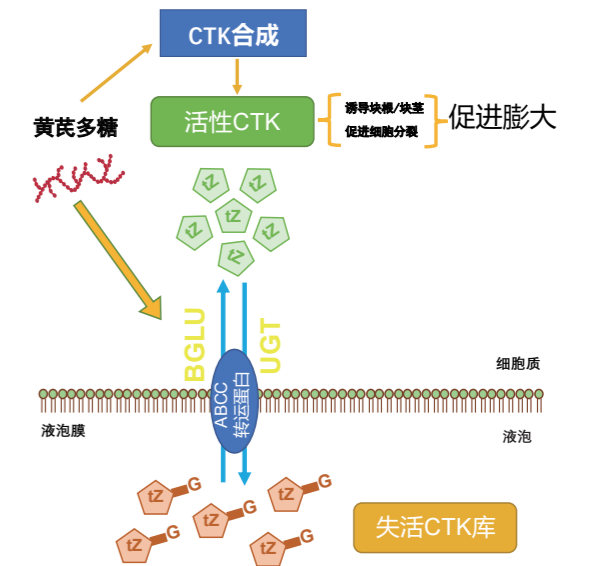 CTK合成
黄芪多糖
活性CTK
诱导块根/块茎
促进细胞分裂
促进膨大
tZ
tZ
tZ
tZ
tZ
tZ
BGLU
UGT
ABCC
转运蛋白
细胞质
液泡膜
液泡
tZ
G
tZ
G
tZ
G
tZ
G
tZ
G
失活CTK库